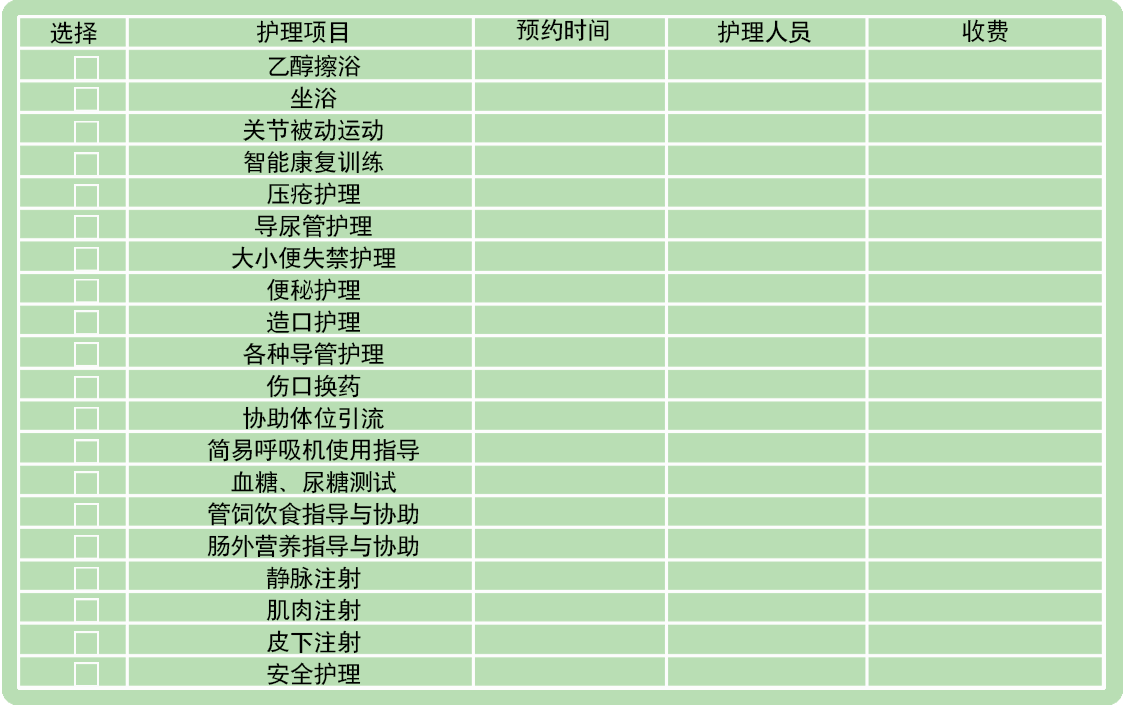 选择 护理项目 预约时间 护理人员 收费
乙醇擦浴
坐浴
关节被动运动
智能康复训练
压疮护理
导尿管护理
大小便失禁护理
便秘护理
造口护理
各种导管护理
伤口换药
协助体位引流
简易呼吸机使用指导
血糖、尿糖测试
管饲饮食指导与协助
肠外营养指导与协助
静脉注射
肌肉注射
皮下注射
安全护理